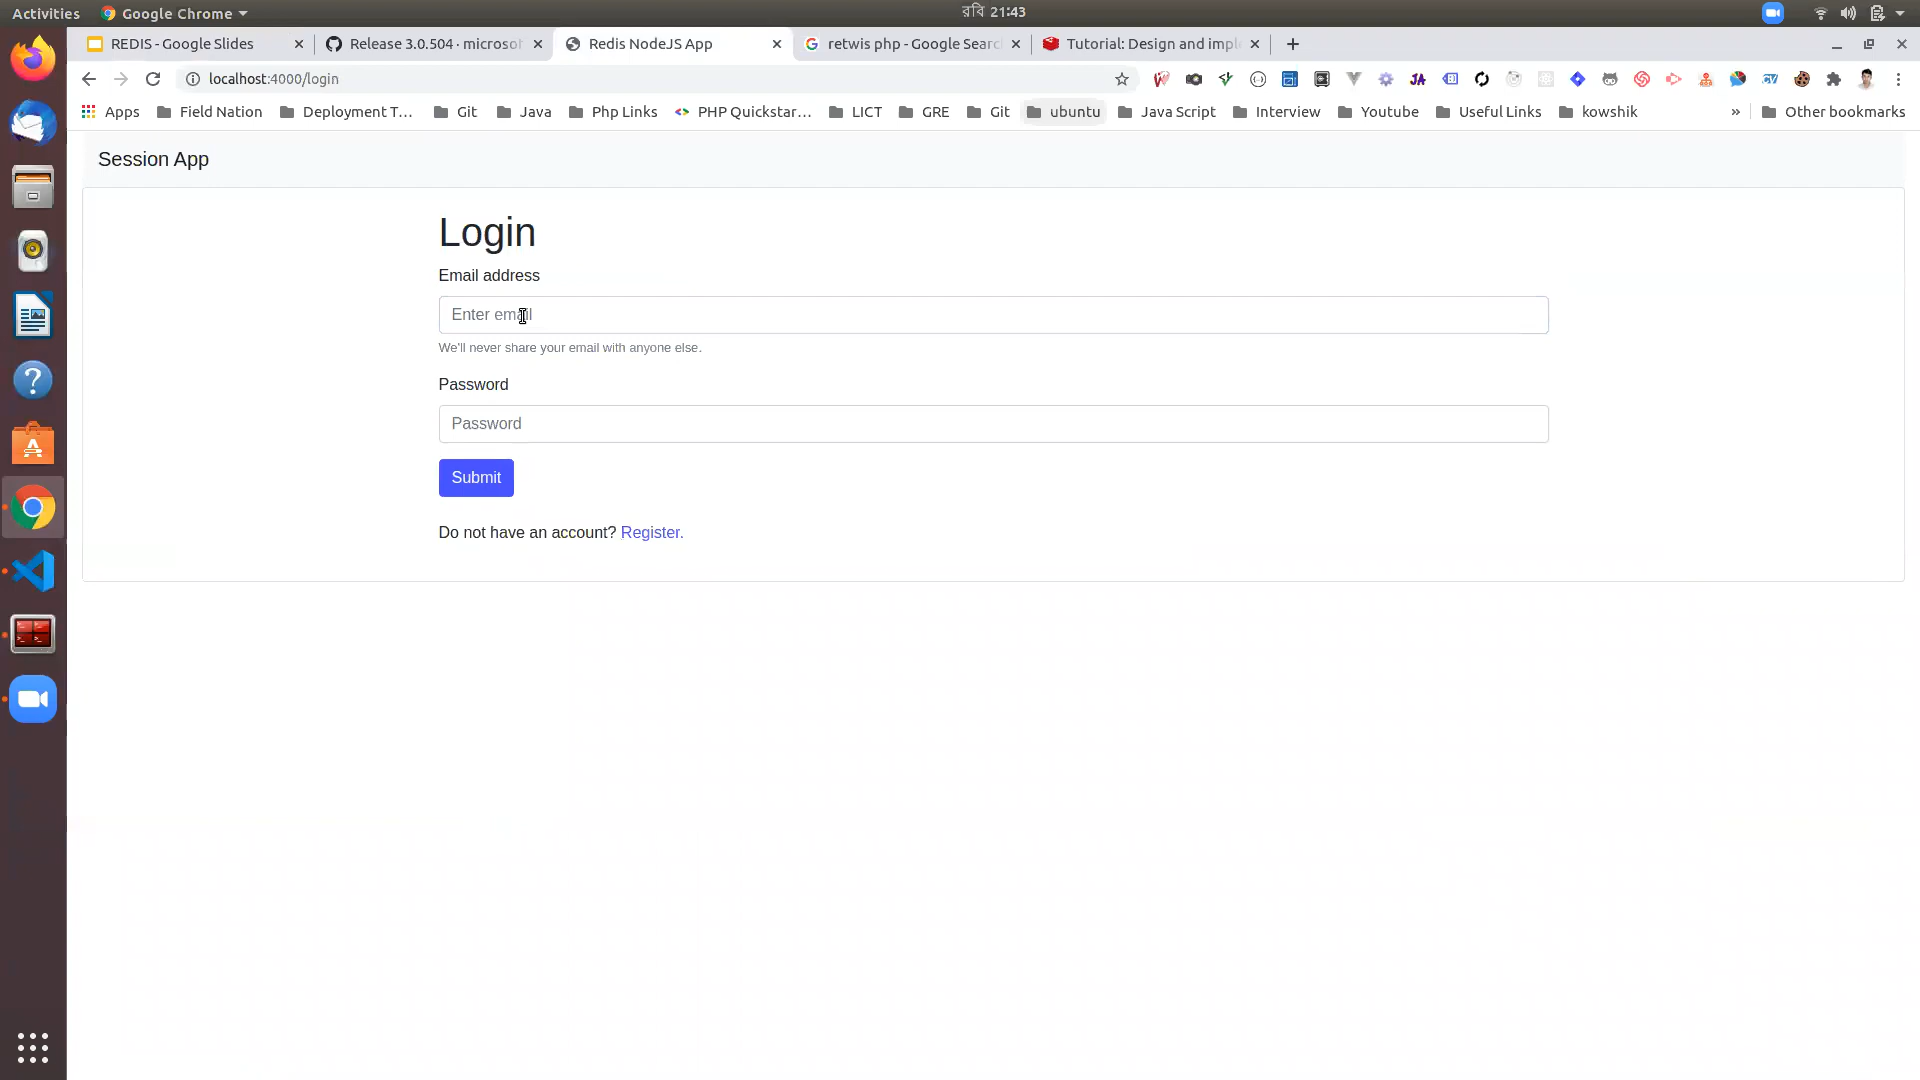 Activities Google Chrome রবি 21:43
REDIS - Google Slides Release 3.0.504 · microsof Redis NodeJS App retwis php - Google Searc Tutorial: Design and impl
localhost:4000/login
Apps Field Nation Deployment T... Git Java Php Links PHP Quickstar... LICT GRE Git ubuntu Java Script Interview Youtube Useful Links kowshik » Other bookmarks
Session App
Login
Email address
Enter email
We'll never share your email with anyone else.
Password
Password
Submit
Do not have an account? Register.